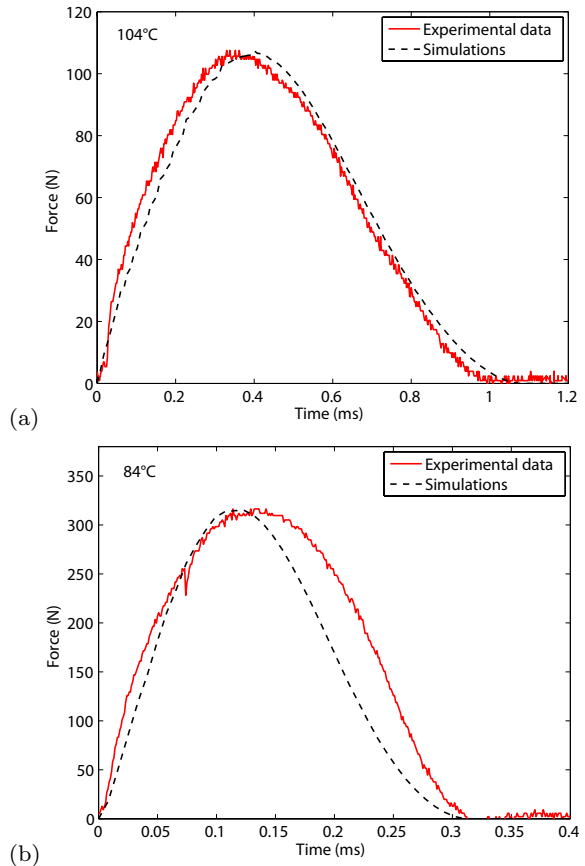 104°C
Experimental data
Simulations
120
100
80
60
40
20
0
Force (N)
0 0.2 0.4 0.6 0.8 1 1.2
Time (ms)
(a)
84°C
Experimental data
Simulations
350
300
250
200
150
100
50
0
Force (N)
0 0.05 0.1 0.15 0.2 0.25 0.3 0.35 0.4
Time (ms)
(b)